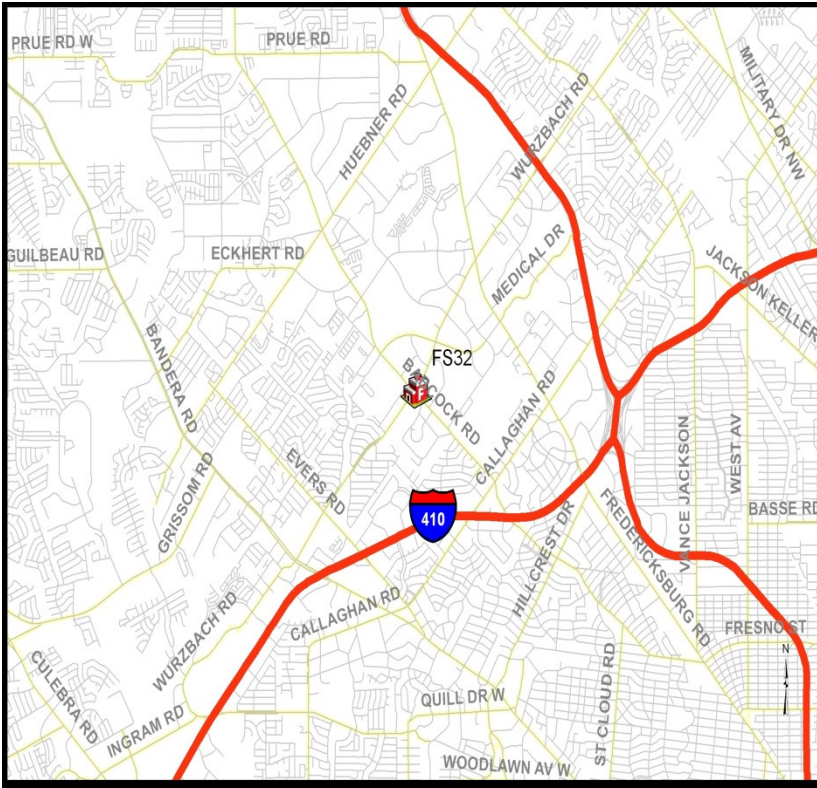 PRUE RD W
PRUE RD
MILITARY DR NW
HUEBNER RD
WURZBACH RD
GUILBEAU RD
ECKHERT RD
MEDICAL DR
JACKSON KELLER
BANDERA RD
FS32
BABCOCK RD
CALLAGHAN RD
VANCE JACKSON
WEST AV
EVERS RD
GRISSOM RD
410
FREDERICKSBURG RD
BASSE RD
HILLCREST DR
CALLAGHAN RD
WURZBACH RD
FRESNO ST
N
CULEBRA RD
ST CLOUD RD
QUILL DR W
INGRAM RD
WOODLAWN AV W